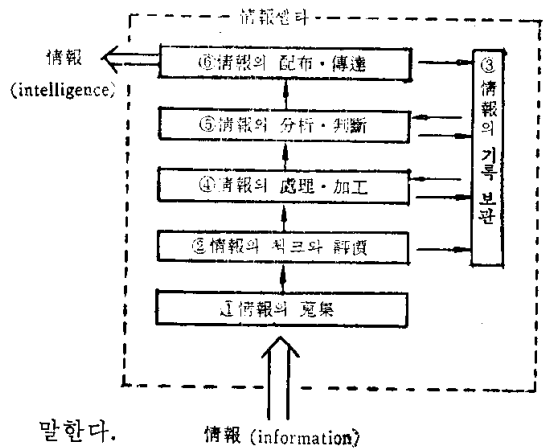 情報센타
情報
(intelligence)
⑥情報의 配布·傳達
⑤情報의 分析·判斷
④情報의 處理·加工
②情報의 체크와 評價
①情報의 蒐集
③情報의 기록 보관
말한다.
情報 (information)